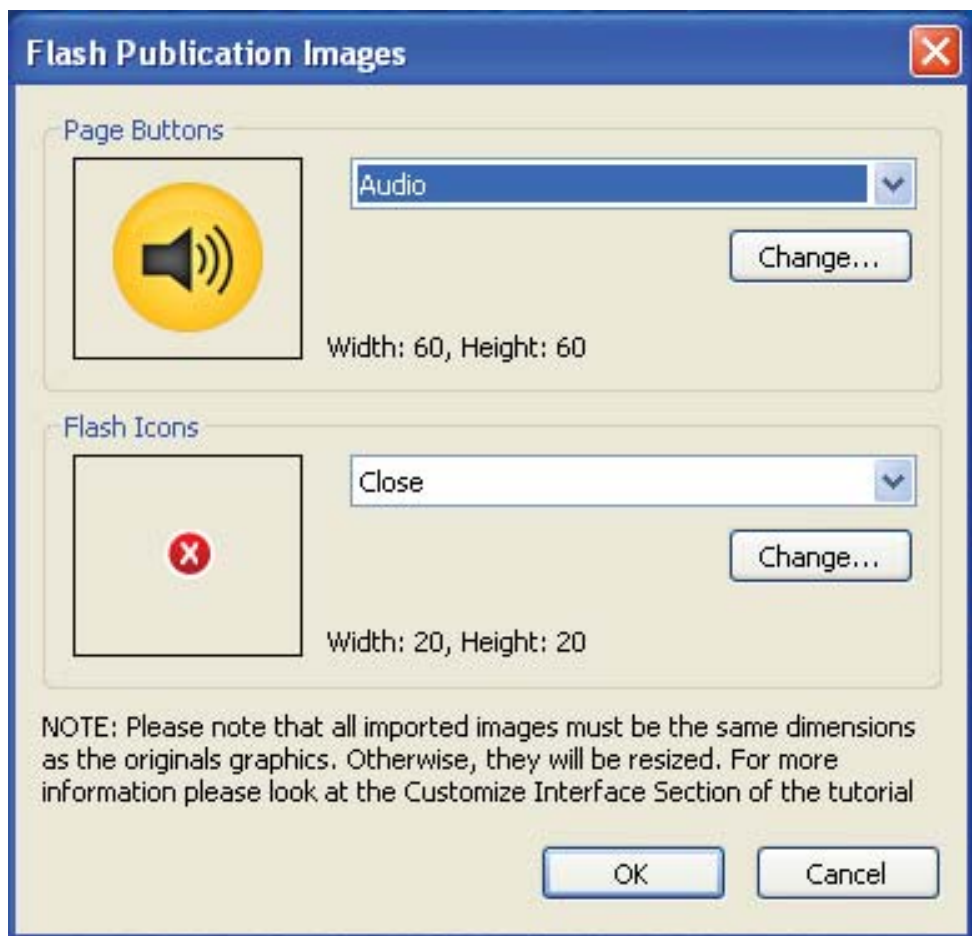 Flash Publication Images
Page Buttons
Audio
Change...
Width: 60, Height: 60
Flash Icons
Close
Change...
Width: 20, Height: 20
NOTE: Please note that all imported images must be the same dimensions
as the originals graphics. Otherwise, they will be resized. For more
information please look at the Customize Interface Section of the tutorial
OK
Cancel